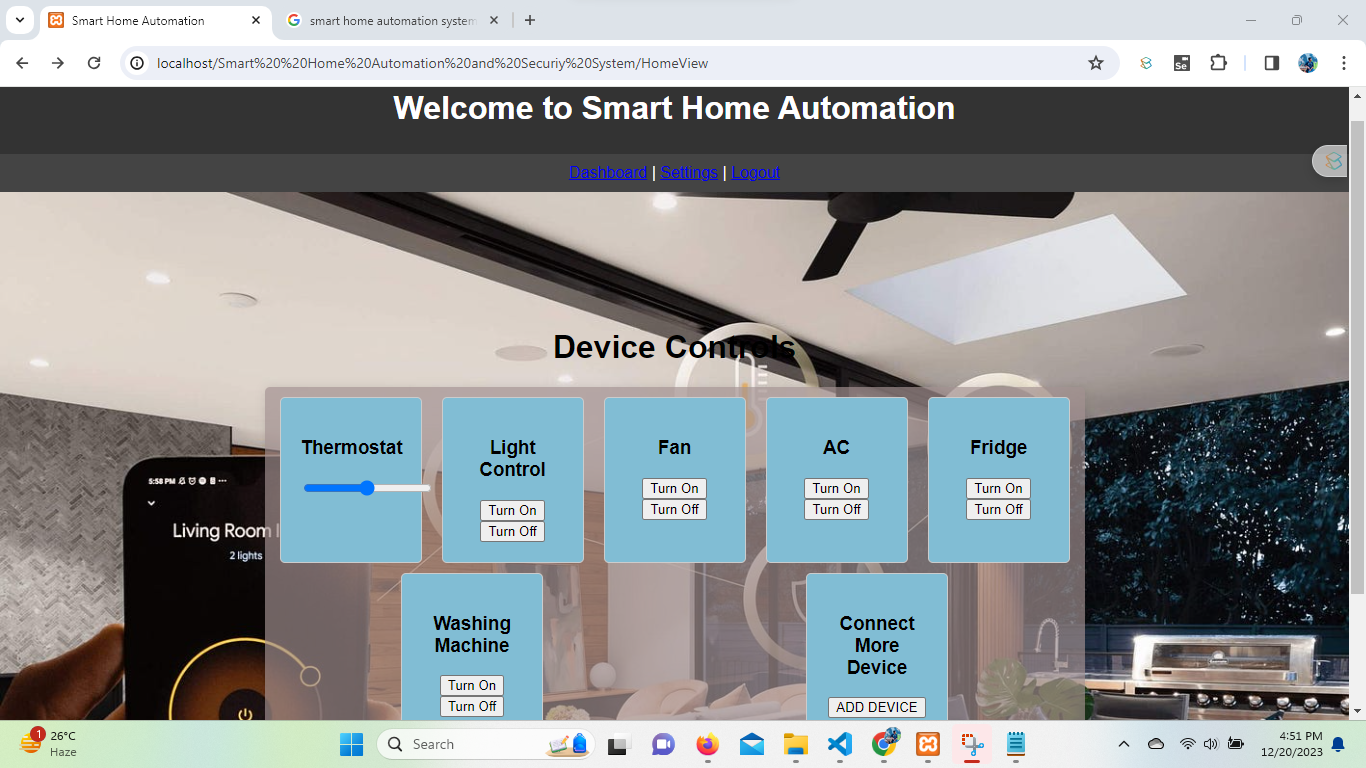 Smart Home Automation
smart home automation system
localhost/Smart%20%20Home%20Automation%20and%20Securiy%20System/HomeView
Se
Welcome to Smart Home Automation
Dashboard | Settings | Logout
Device Controls
Thermostat
Light
Control
Turn On
Turn Off
Fan
Turn On
Turn Off
AC
Turn On
Turn Off
Fridge
Turn On
Turn Off
5:58 PM
Living Room
2 lights
Washing
Machine
Turn On
Turn Off
Connect
More
Device
ADD DEVICE
1
26°C
Haze
Search
4:51 PM
12/20/2023